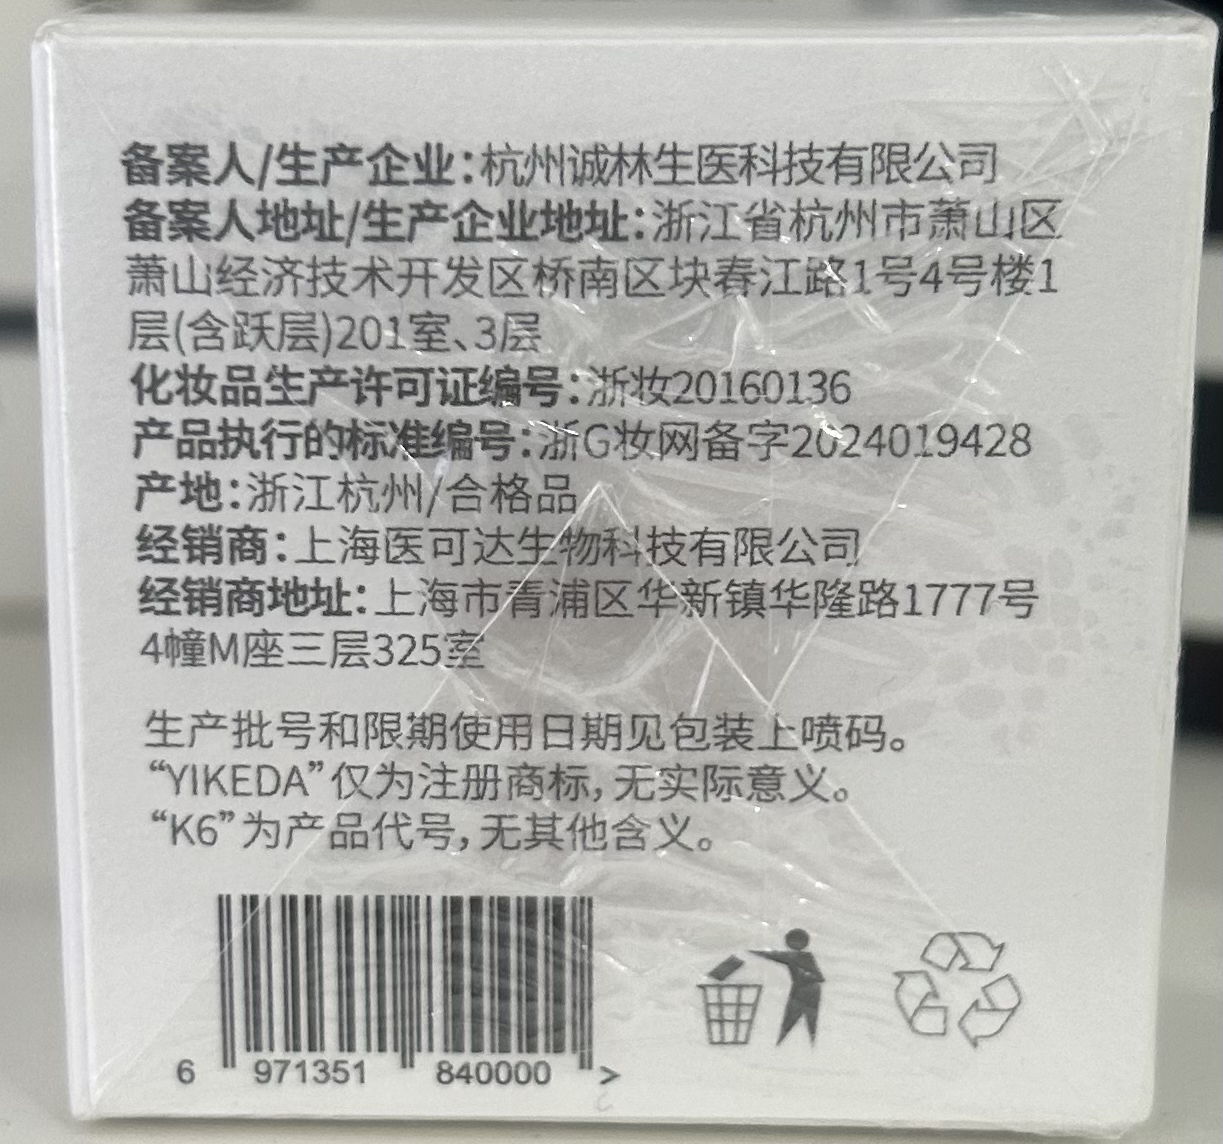 备案人/生产企业:杭州诚林生医科技有限公司
备案人地址/生产企业地址:浙江省杭州市萧山区
萧山经济技术开发区桥南区块春江路1号4号楼1
层(含跃层)201室、3层
化妆品生产许可证编号:浙妆20160136
产品执行的标准编号:浙G妆网备字2024019428
产地:浙江杭州/合格品
经销商:上海医可达生物科技有限公司
经销商地址:上海市青浦区华新镇华隆路1777号
4幢M座三层325室
生产批号和限期使用日期见包装上喷码。
“YIKEDA”仅为注册商标,无实际意义。
“K6”为产品代号,无其他含义。
6 971351 840000 >